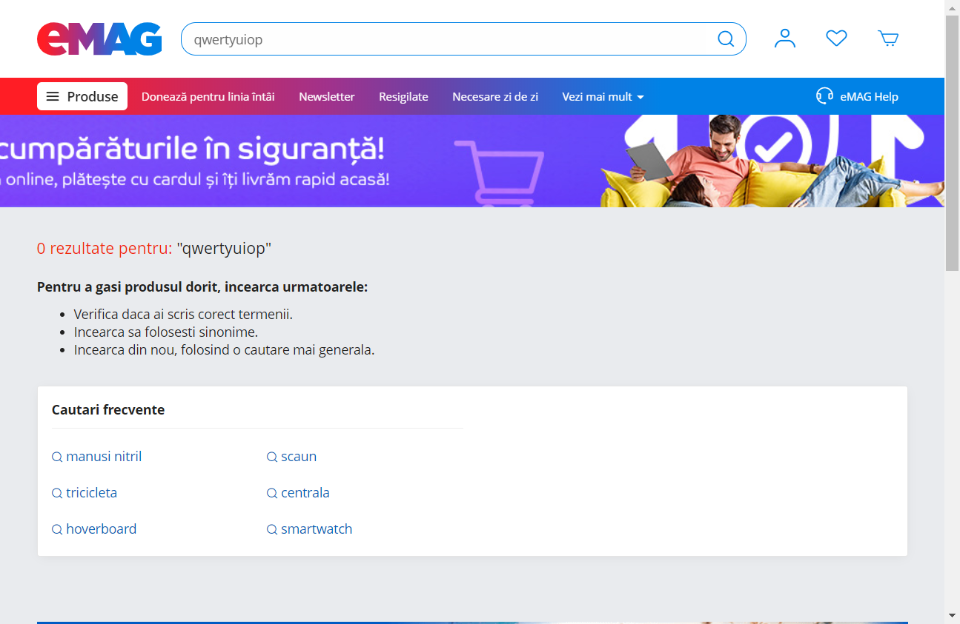 eMAG
qwertyuiop
Produse
Donează pentru linia întâi
Newsletter
Resigilate
Necesare zi de zi
Vezi mai mult
eMAG Help
cumpărăturile în siguranță!
online, plătește cu cardul și îți livrăm rapid acasă!
0 rezultate pentru: "qwertyuiop"
Pentru a gasi produsul dorit, incearca urmatoarele:
Verifica daca ai scris corect termenii.
Incearca sa folosesti sinonime.
Incearca din nou, folosind o cautare mai generala.
Cautari frecvente
manusi nitril
scaun
tricicleta
centrala
hoverboard
smartwatch